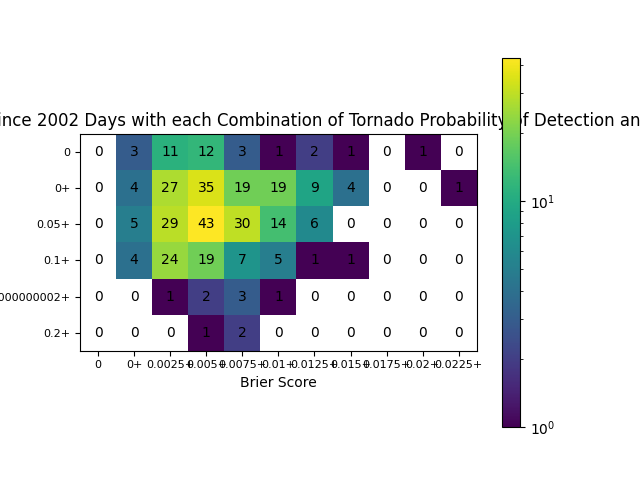 ince 2002 Days with each Combination of Tornado Probability of Detection an
0 0 3 11 12 3 1 2 1 0 1 0
0+ 0 4 27 35 19 19 9 4 0 0 1
0.05+ 0 5 29 43 30 14 6 0 0 0 0
0.1+ 0 4 24 19 7 5 1 1 0 0 0
000000002+ 0 0 1 2 3 1 0 0 0 0 0
0.2+ 0 0 0 1 2 0 0 0 0 0 0
0 0+ 0.0025+ 0.005+ 0.0075+ 0.01+ 0.0125+ 0.015+ 0.0175+ 0.02+ 0.0225+
Brier Score
10¹
10⁰